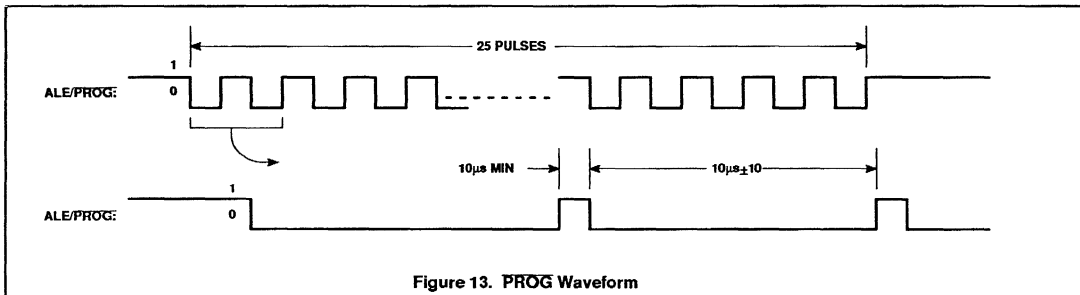 25 PULSES
1
ALE/PROG:
0
10μs MIN
10μs±10
1
ALE/PROG:
0
Figure 13. PROG Waveform